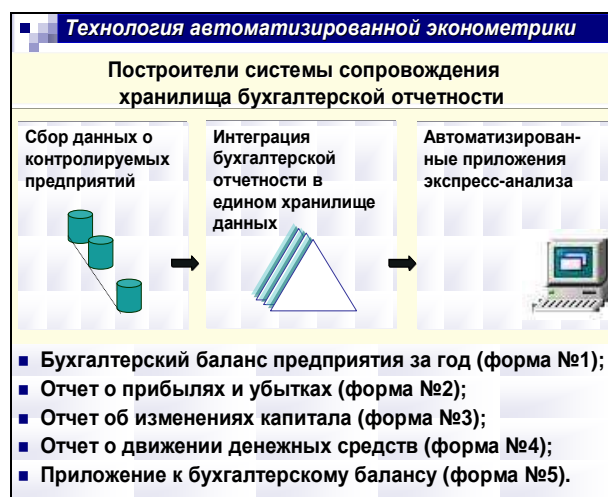 Технология автоматизированной эконометрики
Построители системы сопровождения
хранилища бухгалтерской отчетности
Сбор данных о
контролируемых
предприятий
Интеграция
бухгалтерской
отчетности в
едином хранилище
данных
Автоматизирован-
ные приложения
экспресс-анализа
Бухгалтерский баланс предприятия за год (форма №1);
Отчет о прибылях и убытках (форма №2);
Отчет об изменениях капитала (форма №3);
Отчет о движении денежных средств (форма №4);
Приложение к бухгалтерскому балансу (форма №5).